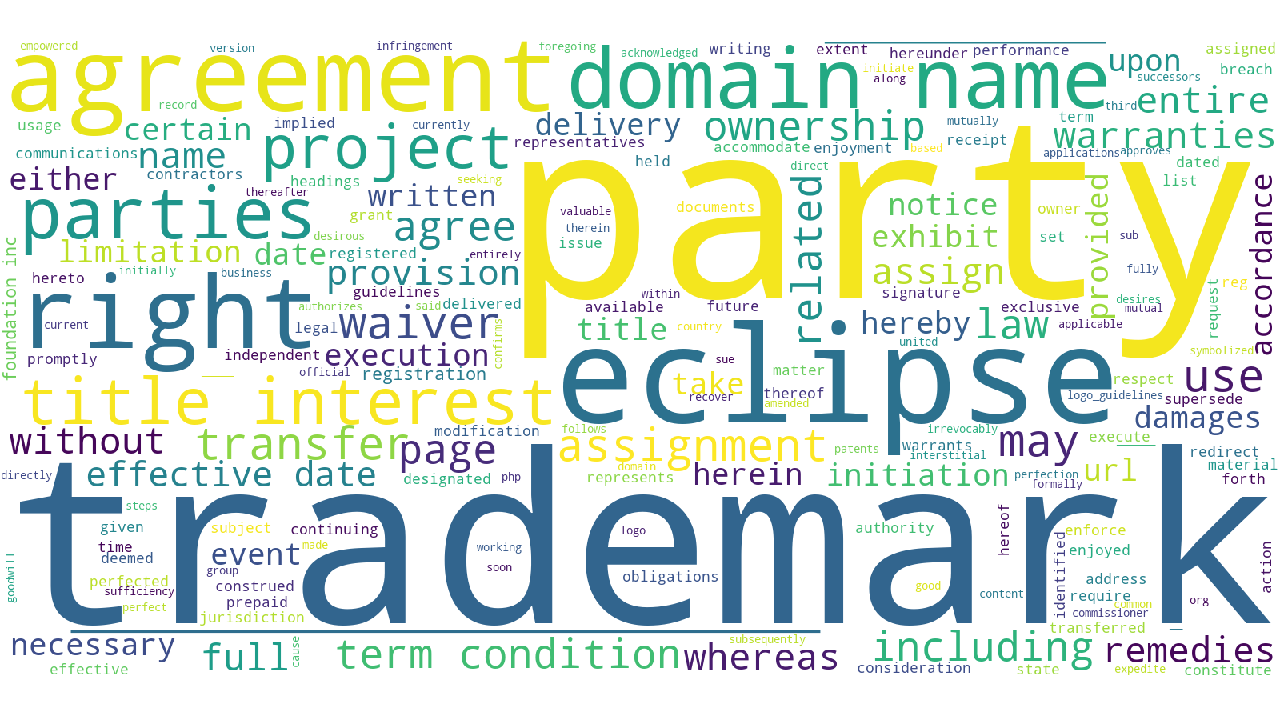 empowered version infringement foregoing acknowledged writing extent hereunder performance assigned
agreement domain name upon
initiate along successors breach
record third entire
usage certain implied currently delivery ownership mutually term warranties
project representatives accommodate enjoyment based receipt
communications name held direct applications approves dated
contractors headings seeking list
either thereafter written documents notice owner
parties grant valuable party related provided accordance
desirous agree therein exhibit set sub
limitation date registered entirely issue
foundation inc hereto initially business provision assign fully
guidelines within signature desires request reg
right authorizes said delivered available future exclusive mutual
current legal waiver confirms title country hereby law applicable
promptly independent execution eclipse united symbolized
official registration sue matter
title interest take respect use
recover thereof logo_guidelines supersede
amended damages
without transfer modification follows assignment irrevocably may execute
page patents warrants redirect
interstitial
directly effective date designated php domain represents herein initiation perfection url material
formally forth
steps trademark
given subject continuing logo authority hereof enforce
time made working enjoyed
deemed event soon identified action
goodwill perfected group obligations good address
sufficiency construed content require org
perfect prepaid common
jurisdiction commissioner
transferred
necessary full cause term condition subsequently whereas including remedies
effective consideration state expedite constitute